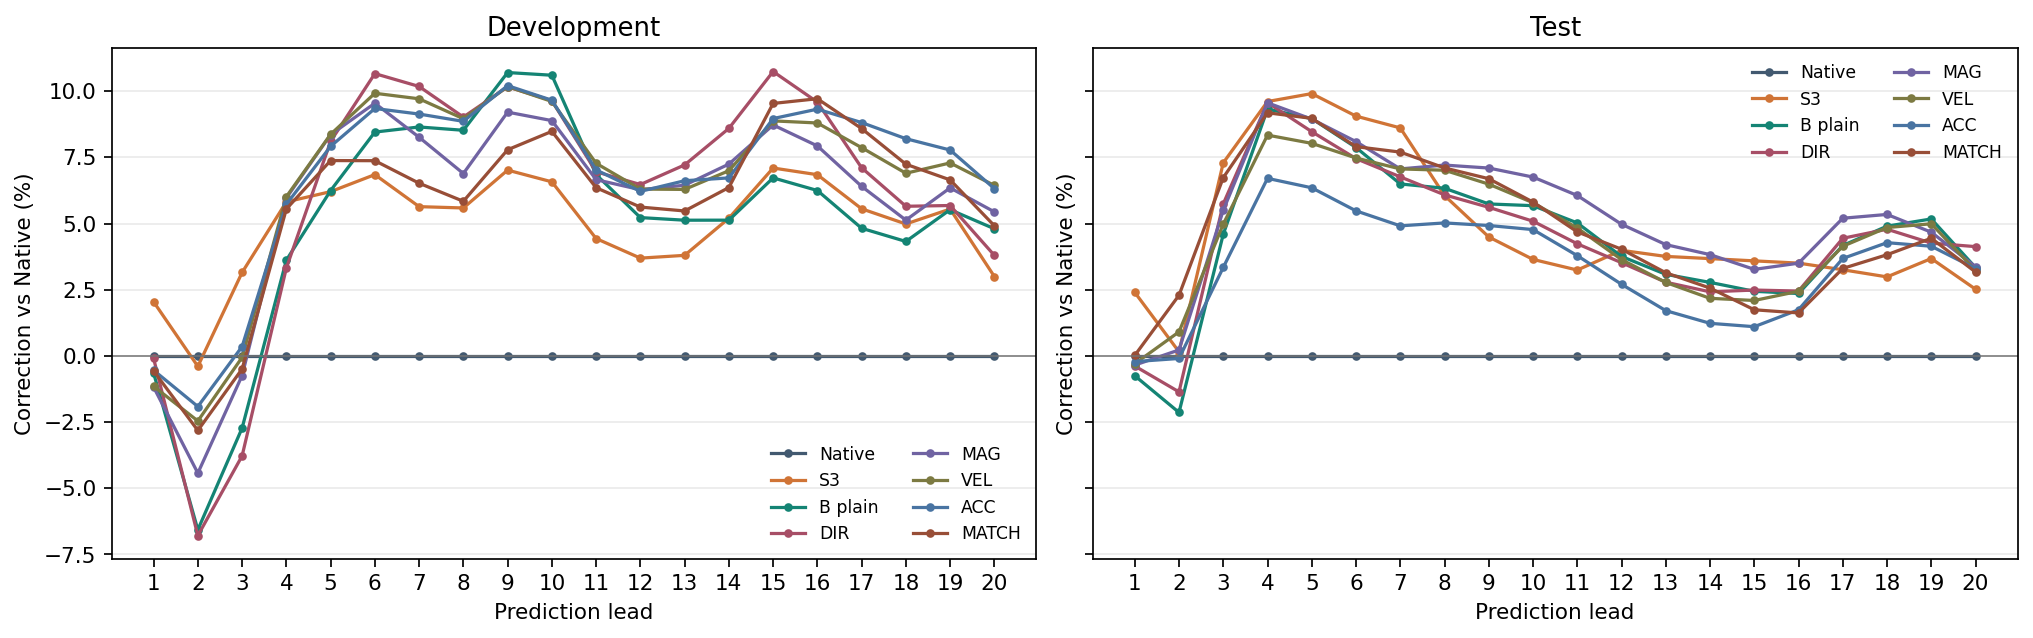 Development
Correction vs Native (%)
10.0
7.5
5.0
2.5
0.0
−2.5
−5.0
−7.5
Native
S3
B plain
DIR
MAG
VEL
ACC
MATCH
1 2 3 4 5 6 7 8 9 10 11 12 13 14 15 16 17 18 19 20
Prediction lead
Test
Correction vs Native (%)
Native
S3
B plain
DIR
MAG
VEL
ACC
MATCH
1 2 3 4 5 6 7 8 9 10 11 12 13 14 15 16 17 18 19 20
Prediction lead